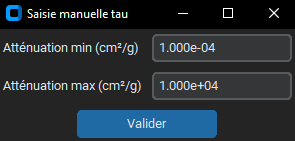 Saisie manuelle tau
Atténuation min (cm²/g) 1.000e-04
Atténuation max (cm²/g) 1.000e+04
Valider